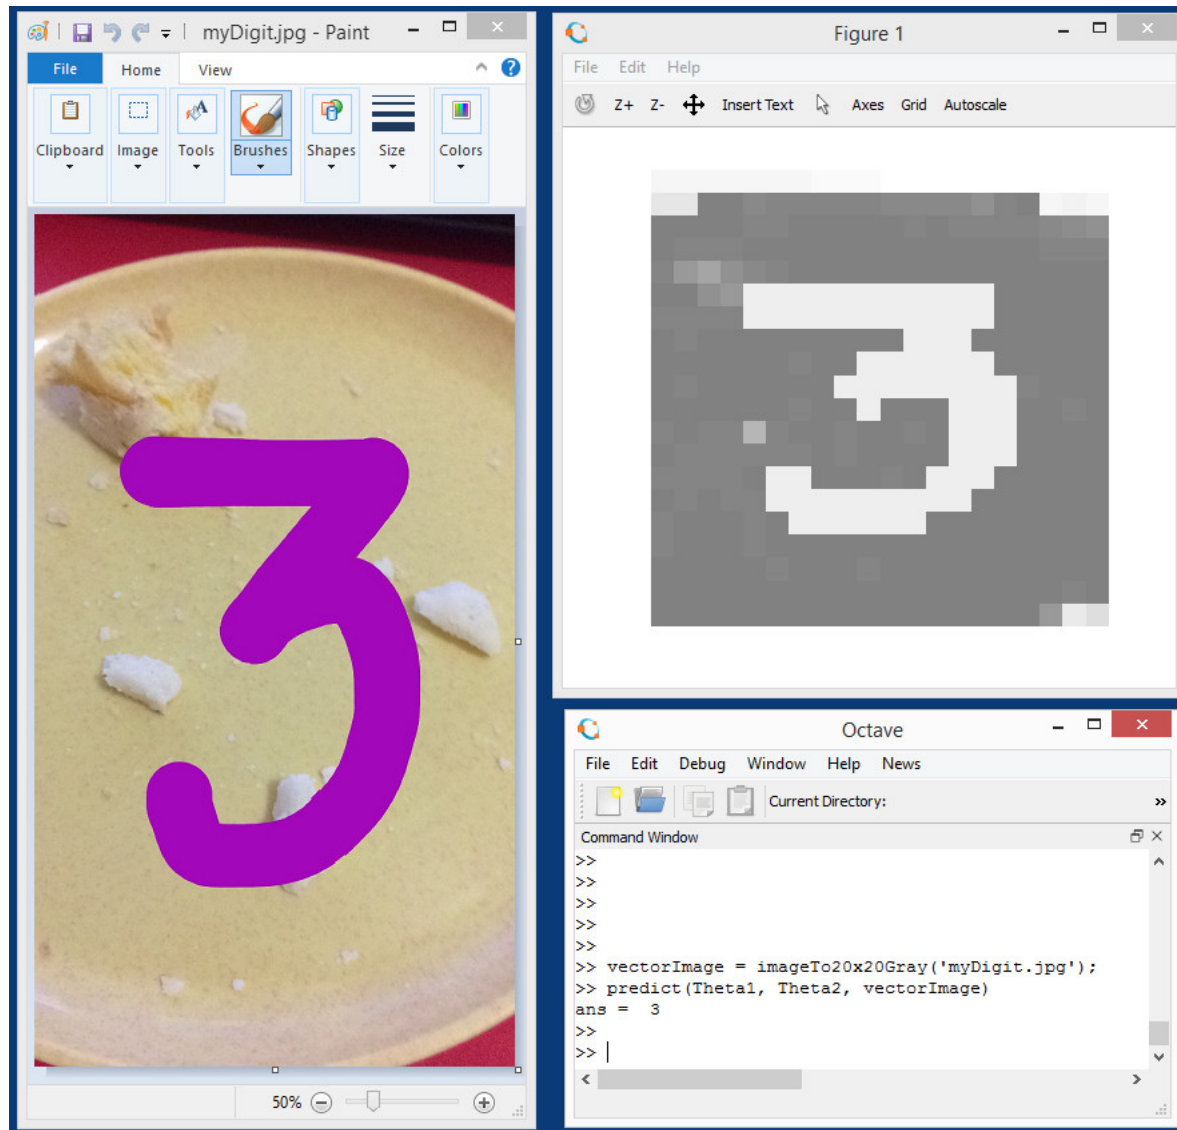 myDigit.jpg - Paint
File Home View
Clipboard Image Tools Brushes Shapes Size Colors
3
50%
Figure 1
File Edit Help
Z+ Z- Insert Text Axes Grid Autoscale
3
Octave
File Edit Debug Window Help News
Current Directory:
»
Command Window
>>
>>
>>
>>
>>
>> vectorImage = imageTo20x20Gray('myDigit.jpg');
>> predict(Theta1, Theta2, vectorImage)
ans = 3
>>
>>